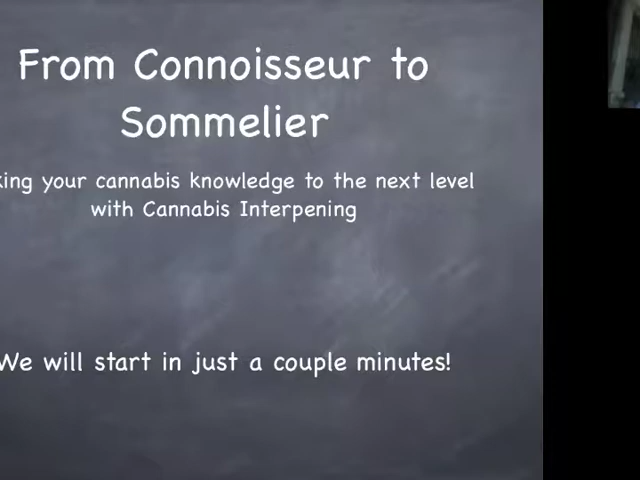 From Connoisseur to
Sommelier
king your cannabis knowledge to the next level
with Cannabis Interpening
We will start in just a couple minutes!